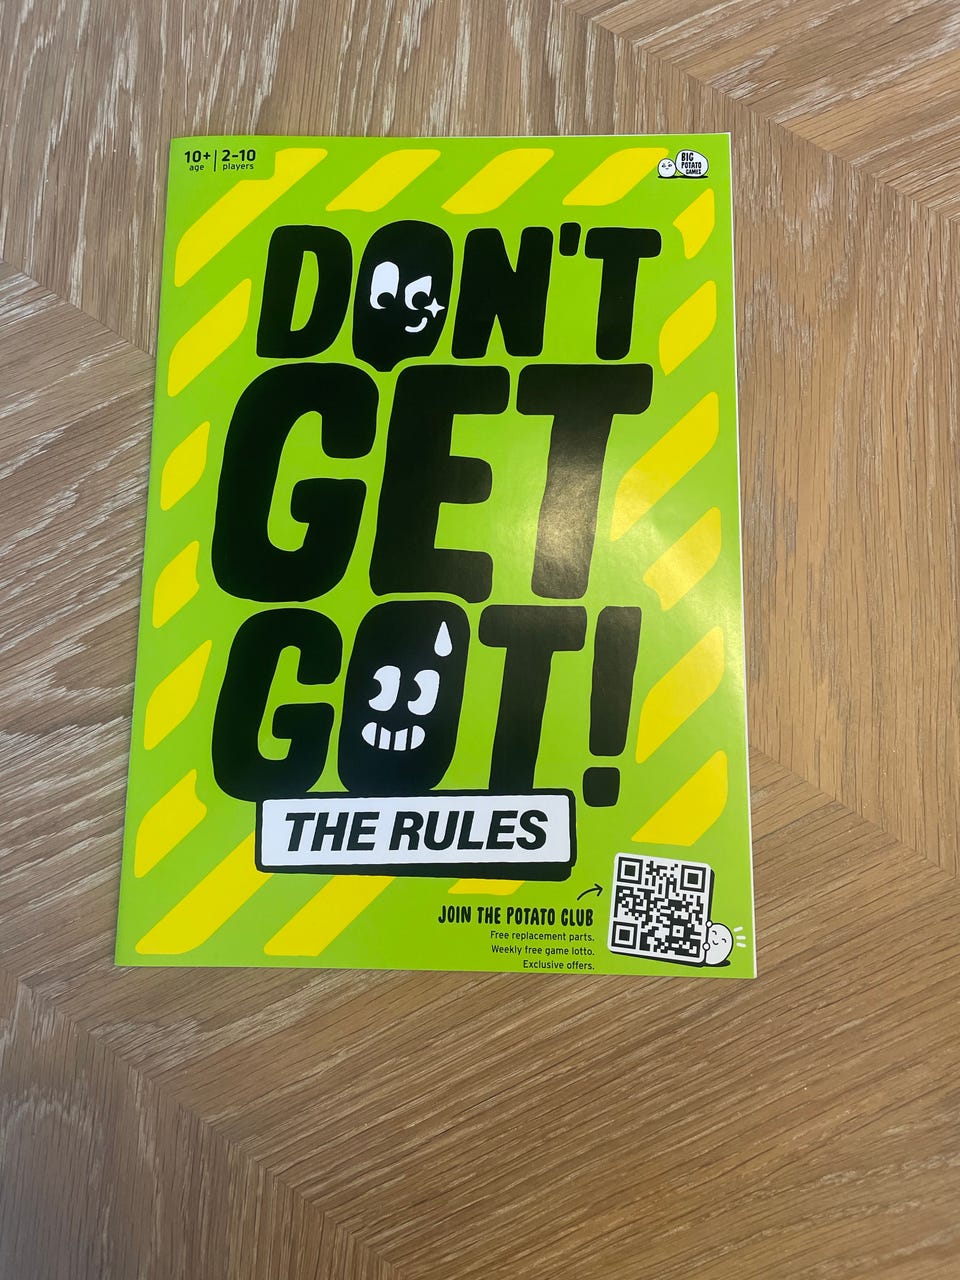 10+ | 2-10
age players
BIG
POTATO
GAMES
DON'T
GET
GOT!
THE RULES
JOIN THE POTATO CLUB
Free replacement parts.
Weekly free game lotto.
Exclusive offers.